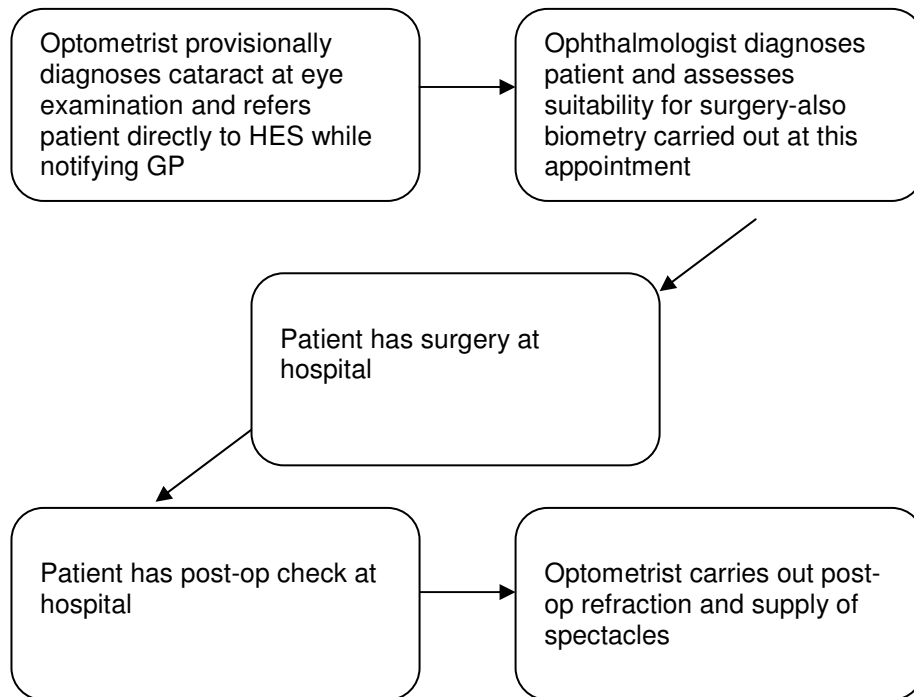 Optometrist provisionally
diagnoses cataract at eye
examination and refers
patient directly to HES while
notifying GP
Ophthalmologist diagnoses
patient and assesses
suitability for surgery-also
biometry carried out at this
appointment
Patient has surgery at
hospital
Patient has post-op check at
hospital
Optometrist carries out post-
op refraction and supply of
spectacles